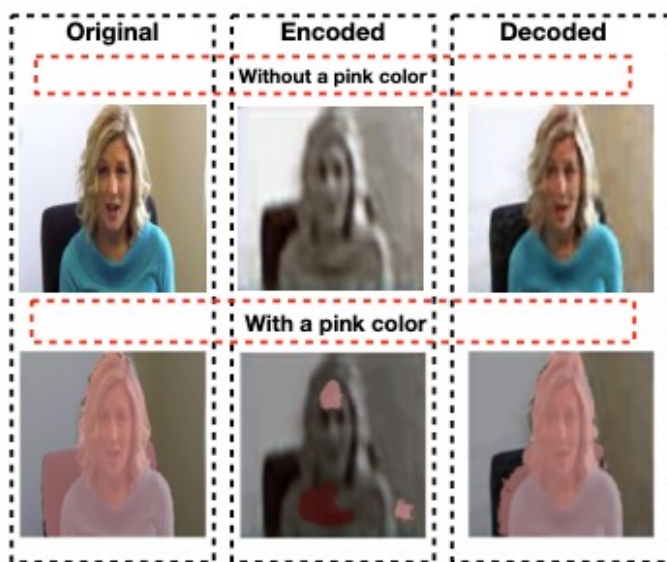 Original Encoded Decoded
Without a pink color
With a pink color